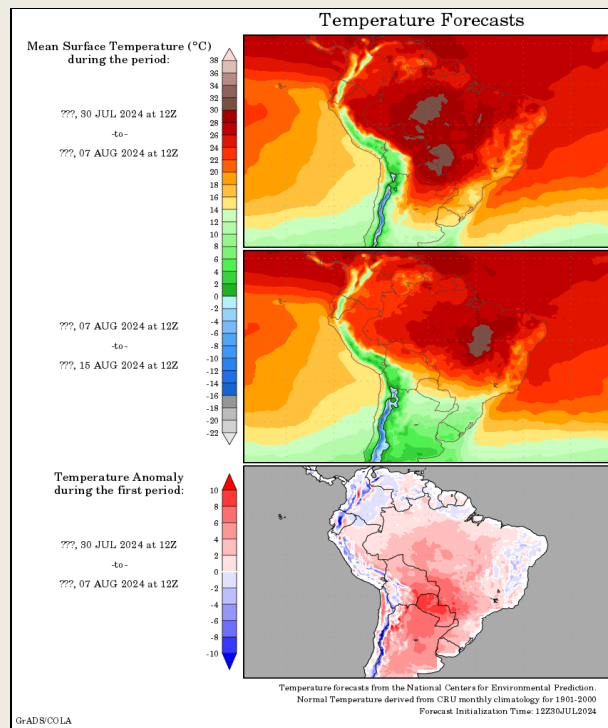 Temperature Forecasts
Mean Surface Temperature (°C)
during the period:
???, 30 JUL 2024 at 12Z
-to-
???, 07 AUG 2024 at 12Z
38
36
34
32
30
28
26
24
22
20
18
16
14
12
10
8
6
4
2
0
-2
-4
-6
-8
-10
-12
-14
-16
-18
-20
-22
???, 07 AUG 2024 at 12Z
-to-
???, 15 AUG 2024 at 12Z
Temperature Anomaly
during the first period:
???, 30 JUL 2024 at 12Z
-to-
???, 07 AUG 2024 at 12Z
10
8
6
4
2
0
-2
-4
-6
-8
-10
Temperature forecasts from the National Centers for Environmental Prediction.
Normal Temperature derived from CRU monthly climatology for 1901-2000
Forecast Initialization Time: 12Z30JUL2024
GrADS/COLA